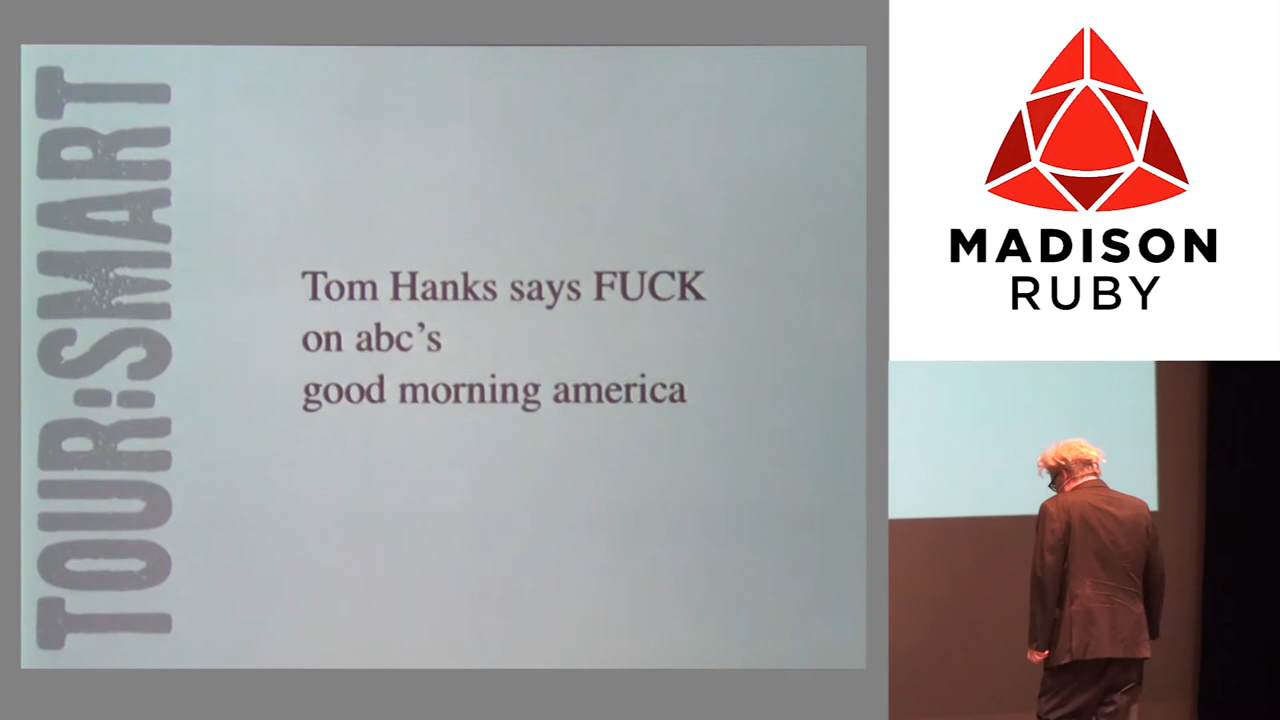 TOUR:SMART
Tom Hanks says FUCK
on abc's
good morning america
MADISON
RUBY